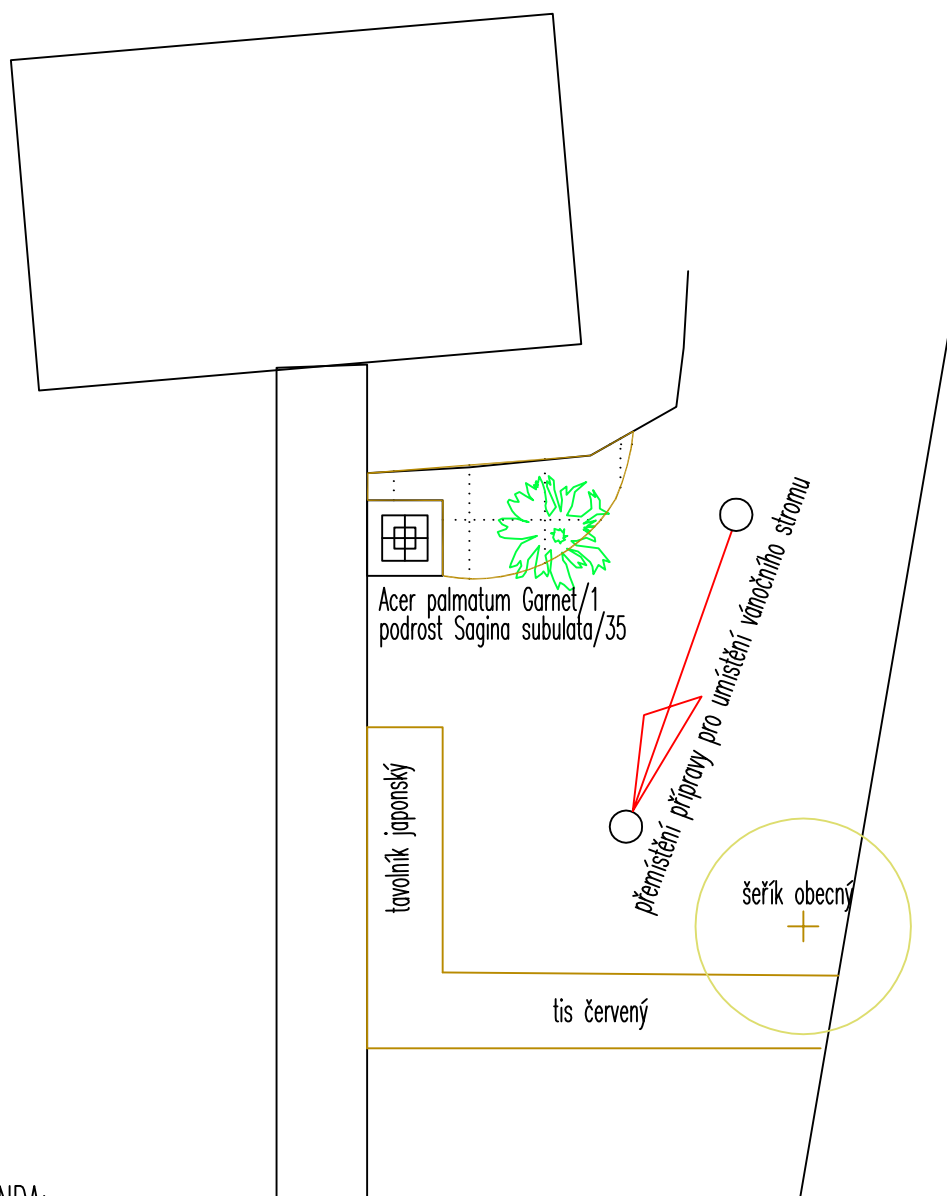 Acer palmatum Garnet/1
podrost Sagina subulata/35
přemístění přípravy pro umístění vánočního stromu
tavolník japonský
šeřík obecný
tis červený